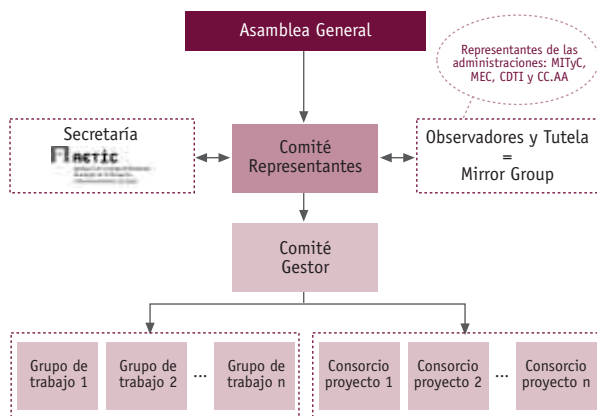 Asamblea General
Representantes de las
administraciones: MITyC,
MEC, CDTI y CC.AA
Secretaría
AETIC
Comité
Representantes
Observadores y Tutela
=
Mirror Group
Comité
Gestor
Grupo de
trabajo 1
Grupo de
trabajo 2
...
Grupo de
trabajo n
Consorcio
proyecto 1
Consorcio
proyecto 2
...
Consorcio
proyecto n